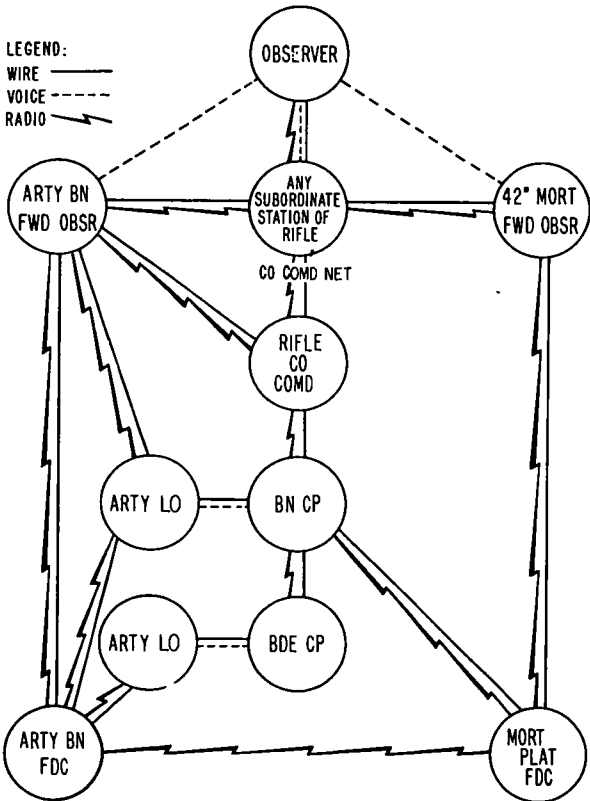 LEGEND:
WIRE
VOICE
RADIO
OBSERVER
ARTY BN
FWD OBSR
ANY
SUBORDINATE
STATION OF
RIFLE
42" MORT
FWD OBSR
CO COMD NET
RIFLE
CO
COMD
ARTY LO
BN CP
ARTY LO
BDE CP
ARTY BN
FDC
MORT
PLAT
FDC